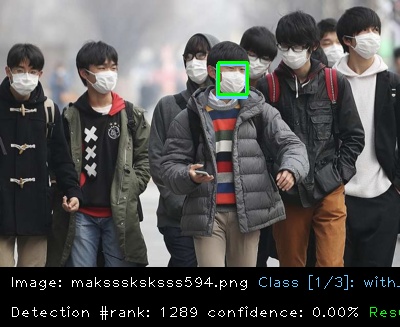 Image: maksssksksss594.png Class [1/3]: with_
Detection #rank: 1289 confidence: 0.00% Res